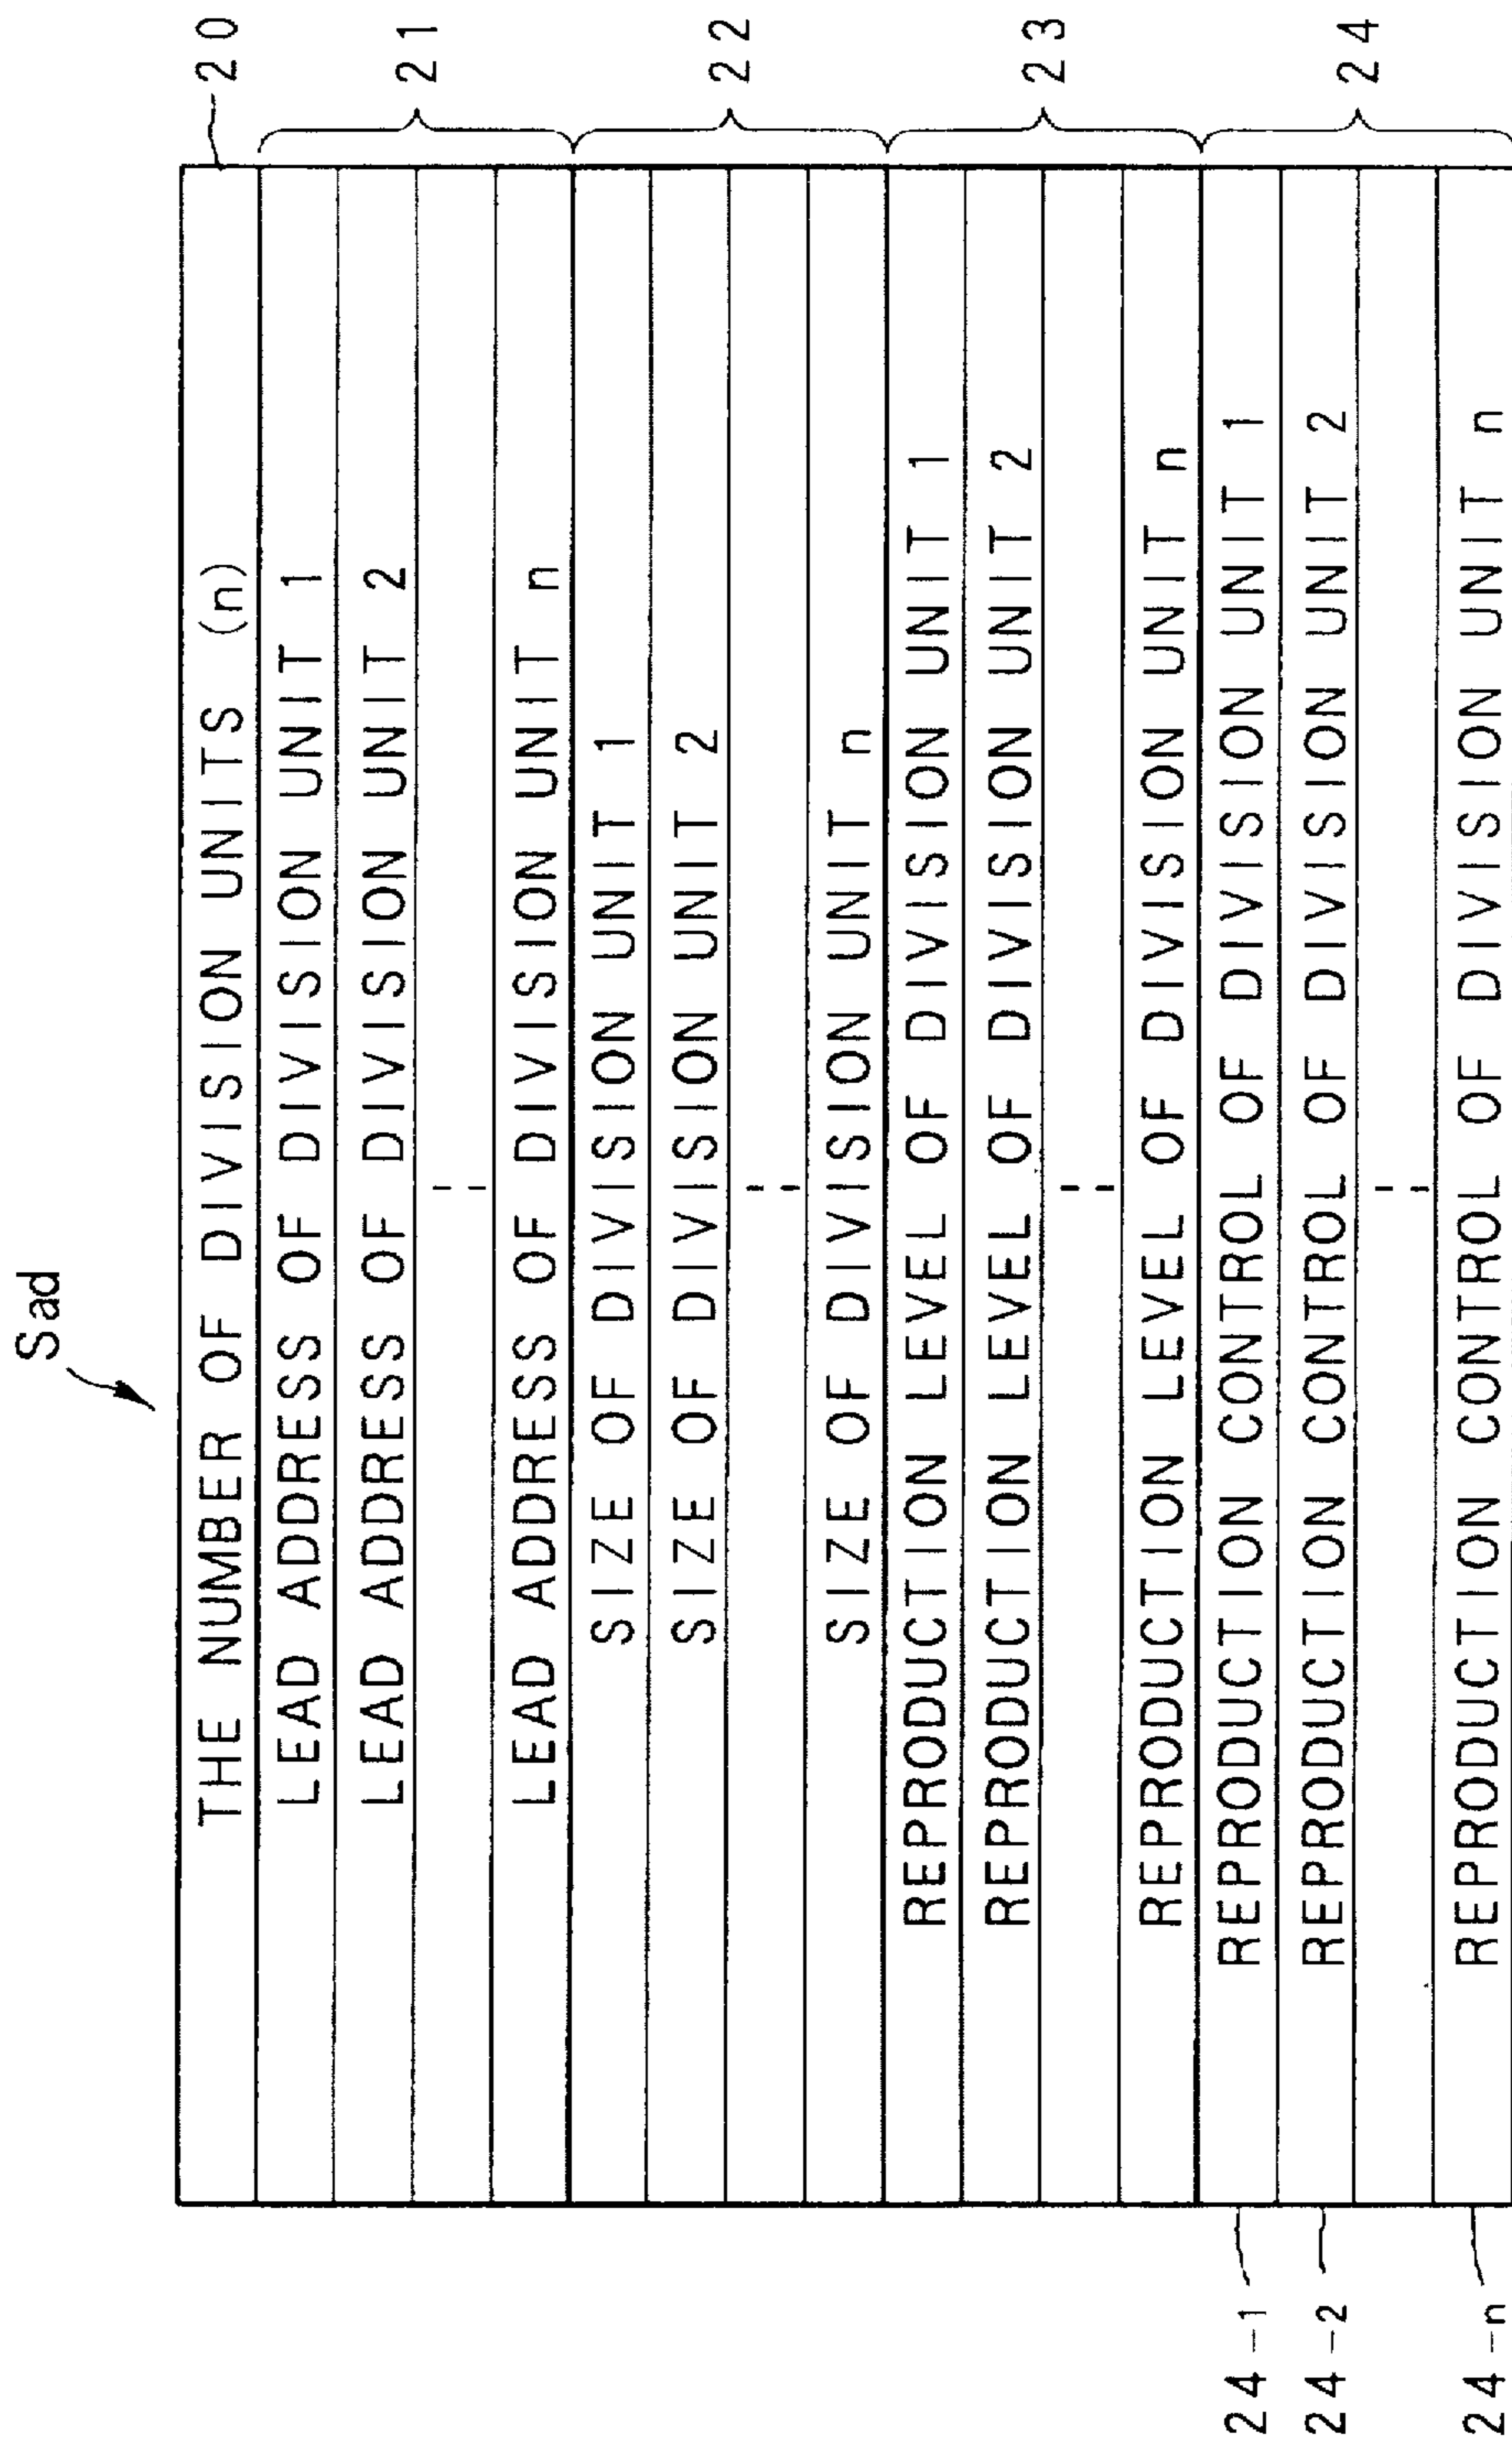 Sad
THE NUMBER OF DIVISION UNITS (n) 20
LEAD ADDRESS OF DIVISION UNIT 1
LEAD ADDRESS OF DIVISION UNIT 2
LEAD ADDRESS OF DIVISION UNIT n
21
SIZE OF DIVISION UNIT 1
SIZE OF DIVISION UNIT 2
SIZE OF DIVISION UNIT n
22
REPRODUCTION LEVEL OF DIVISION UNIT 1
REPRODUCTION LEVEL OF DIVISION UNIT 2
REPRODUCTION LEVEL OF DIVISION UNIT n
23
24-1 REPRODUCTION CONTROL OF DIVISION UNIT 1
24-2 REPRODUCTION CONTROL OF DIVISION UNIT 2
24-n REPRODUCTION CONTROL OF DIVISION UNIT n
24